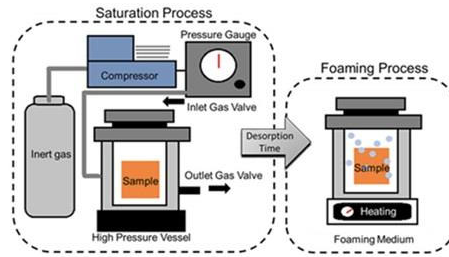 Saturation Process
Pressure Gauge
Compressor
Inlet Gas Valve
Inert gas
Sample
Outlet Gas Valve
High Pressure Vessel
Desorption
Time
Foaming Process
Sample
Heating
Foaming Medium